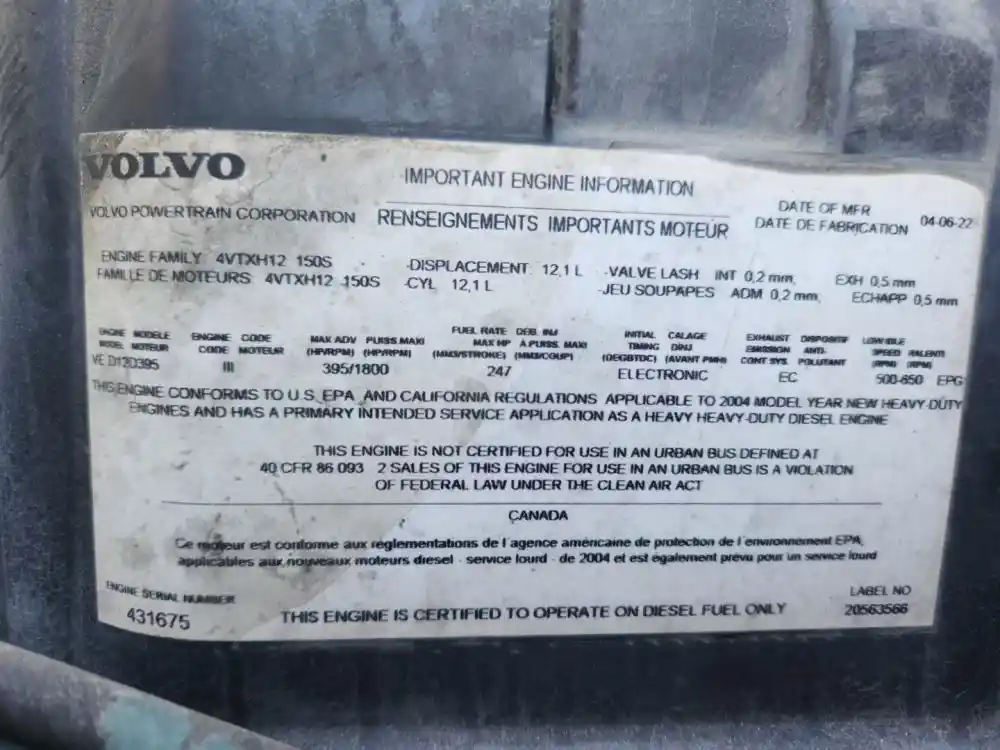 VOLVO
IMPORTANT ENGINE INFORMATION
VOLVO POWERTRAIN CORPORATION
RENSEIGNEMENTS IMPORTANTS MOTEUR
DATE OF MFR
DATE DE FABRICATION 04-06-22
ENGINE FAMILY 4VTXH12 150S
FAMILLE DE MOTEURS 4VTXH12 150S
-DISPLACEMENT 12,1 L
-CYL 12,1 L
-VALVE LASH INT 0,2 mm, EXH 0,5 mm
-JEU SOUPAPES ADM 0,2 mm, ECHAPP 0,5 mm
ENGINE MODELE
MODEL MOTEUR
VE D12D395
ENGINE CODE
CODE MOTEUR
III
MAX ADV PUISS MAXI
(HP/RPM) (HP/RPM)
395/1800
FUEL RATE DEB INJ
MAX HP A PUISS MAXI
(MM3/STROKE) (MM3/COUP)
247
INITIAL CALAGE
TIMING DINJ
(DEGBTDC) (AVANT PMH)
ELECTRONIC
EXHAUST DISPOSITIF
EMISSION ANTI-
CONT SYS POLLUTANT
EC
LOW IDLE
SPEED RALENTI
(RPM) (RPM)
500-650 EPG
THIS ENGINE CONFORMS TO U.S. EPA AND CALIFORNIA REGULATIONS APPLICABLE TO 2004 MODEL YEAR NEW HEAVY-DUTY
ENGINES AND HAS A PRIMARY INTENDED SERVICE APPLICATION AS A HEAVY HEAVY-DUTY DIESEL ENGINE
THIS ENGINE IS NOT CERTIFIED FOR USE IN AN URBAN BUS DEFINED AT
40 CFR 86 093 2 SALES OF THIS ENGINE FOR USE IN AN URBAN BUS IS A VIOLATION
OF FEDERAL LAW UNDER THE CLEAN AIR ACT
CANADA
Ce moteur est conforme aux réglementations de l'agence américaine de protection de l'environnement EPA,
applicables aux nouveaux moteurs diesel - service lourd - de 2004 et est également prévu pour un service lourd
ENGINE SERIAL NUMBER
431675
THIS ENGINE IS CERTIFIED TO OPERATE ON DIESEL FUEL ONLY
LABEL NO
20563566